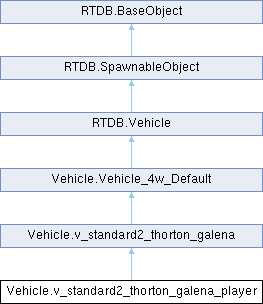 RTDB.BaseObject
RTDB.SpawnableObject
RTDB.Vehicle
Vehicle.Vehicle_4w_Default
Vehicle.v_standard2_thorton_galena
Vehicle.v_standard2_thorton_galena_player